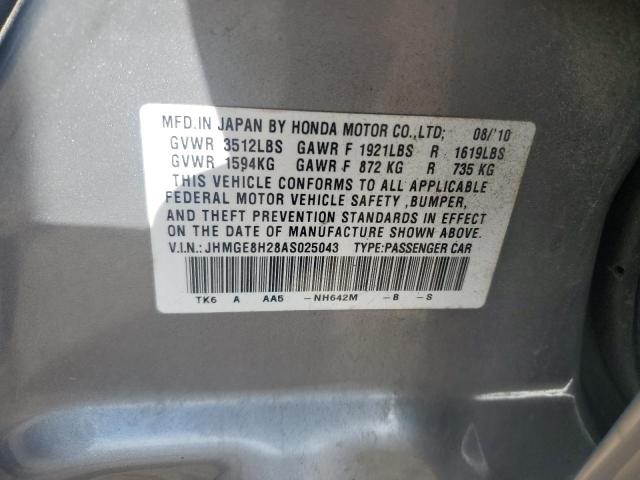 MFD.IN JAPAN BY HONDA MOTOR CO.,LTD; 08/'10
GVWR 3512LBS GAWR F 1921LBS R 1619LBS
GVWR 1594KG GAWR F 872 KG R 735 KG
THIS VEHICLE CONFORMS TO ALL APPLICABLE
FEDERAL MOTOR VEHICLE SAFETY ,BUMPER,
AND THEFT PREVENTION STANDARDS IN EFFECT
ON THE DATE OF MANUFACTURE SHOWN ABOVE.
V.I.N.:JHMGE8H28AS025043 TYPE:PASSENGER CAR
TK6 A AA5 -NH642M -B -S